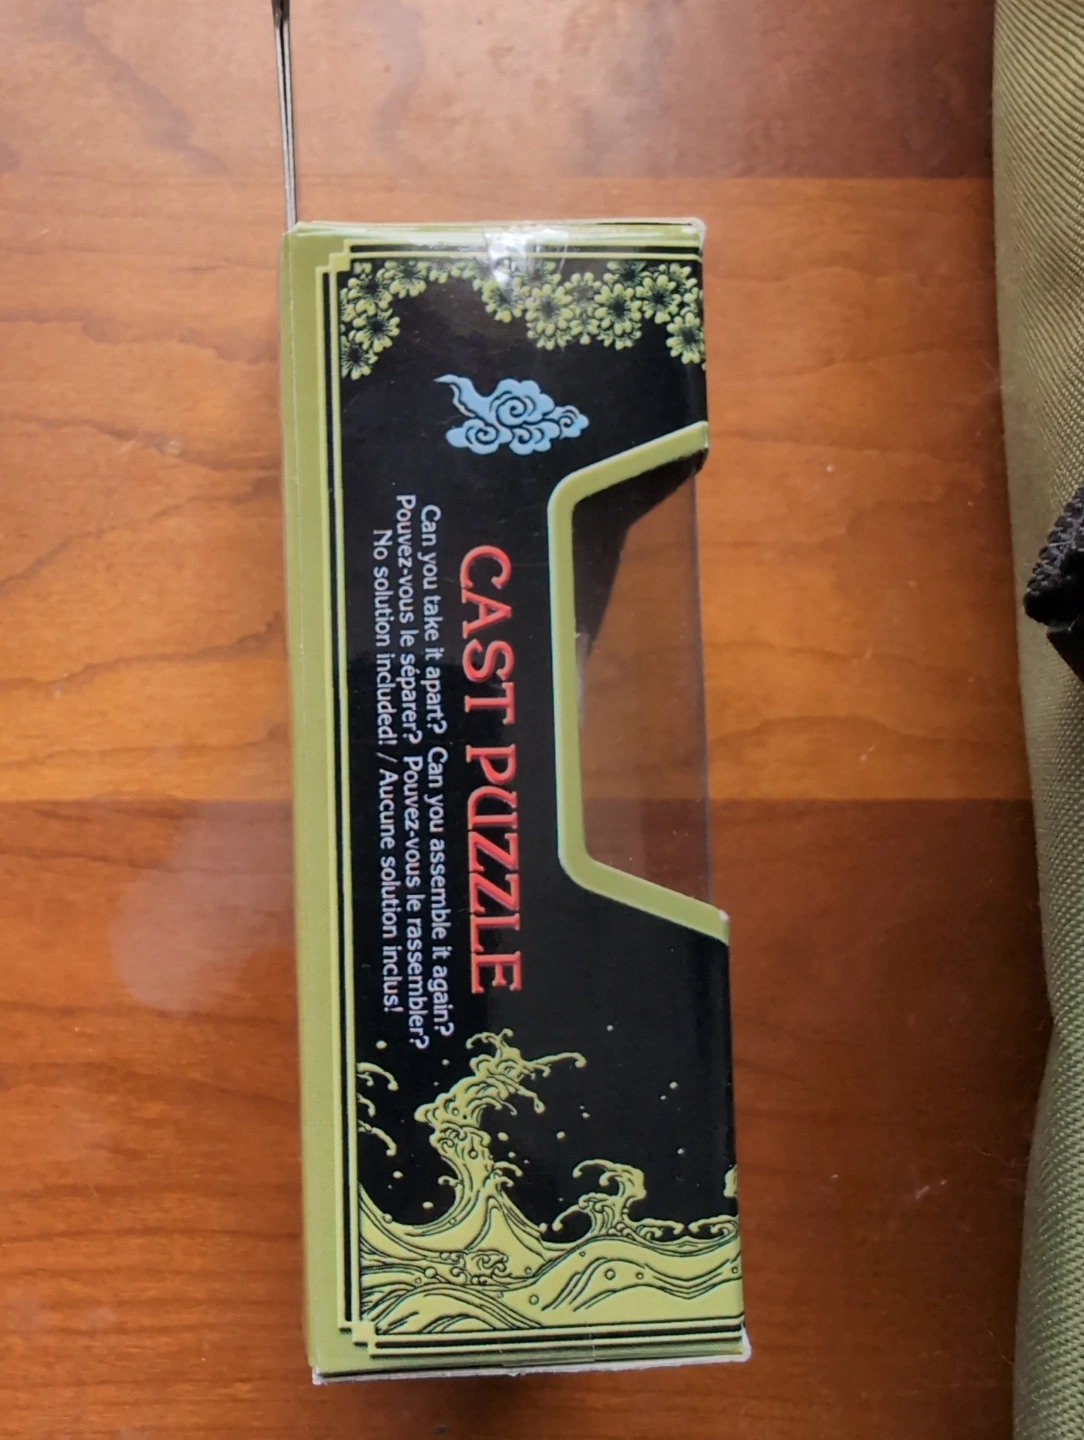 CAST PUZZLE
Can you take it apart? Can you assemble it again?
Pouvez-vous le séparer? Pouvez-vous le rassembler?
No solution included! / Aucune solution inclus!